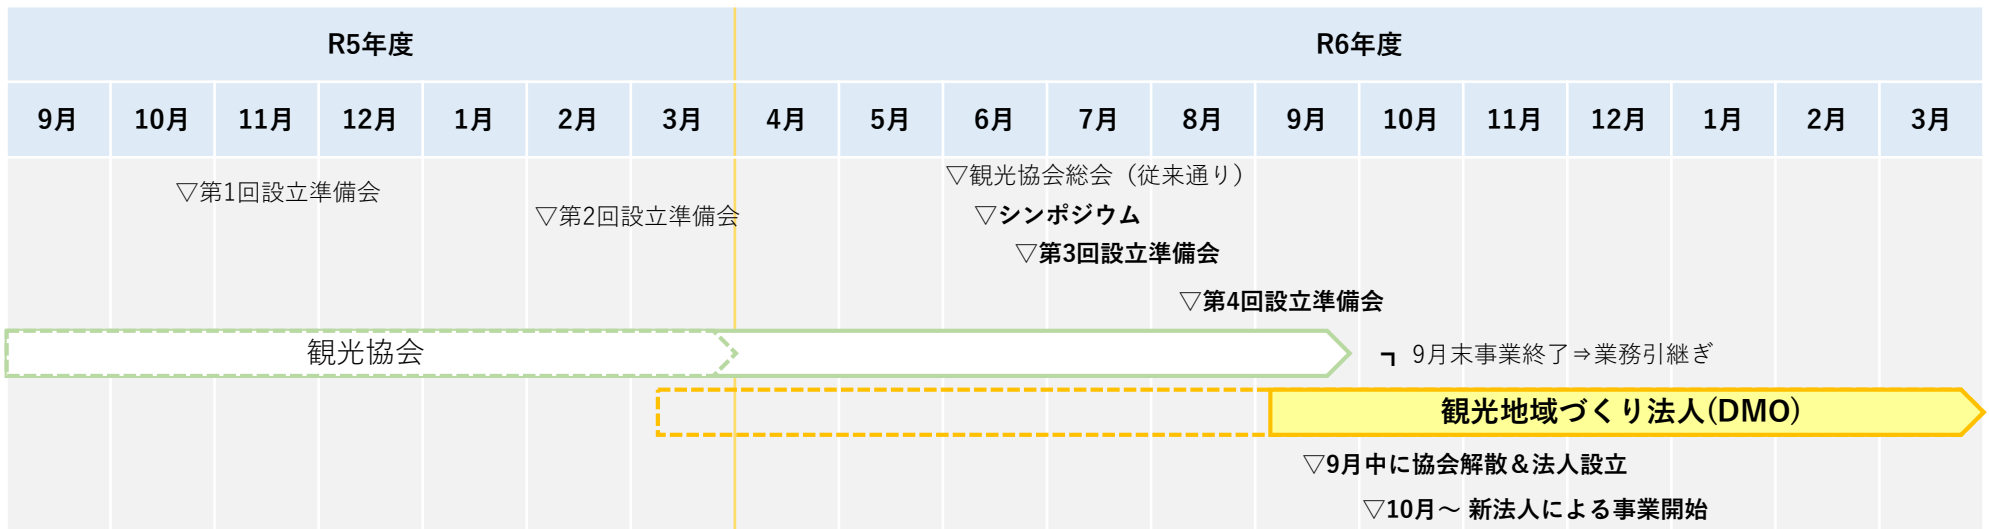 R5年度 R6年度
9月 10月 11月 12月 1月 2月 3月 4月 5月 6月 7月 8月 9月 10月 11月 12月 1月 2月 3月
▽観光協会総会（従来通り）
▽第1回設立準備会
▽第2回設立準備会 ▽シンポジウム
▽第3回設立準備会
▽第4回設立準備会
観光協会 ┓ 9月末事業終了⇒業務引継ぎ
観光地域づくり法人(DMO)
▽9月中に協会解散＆法人設立
▽10月～ 新法人による事業開始